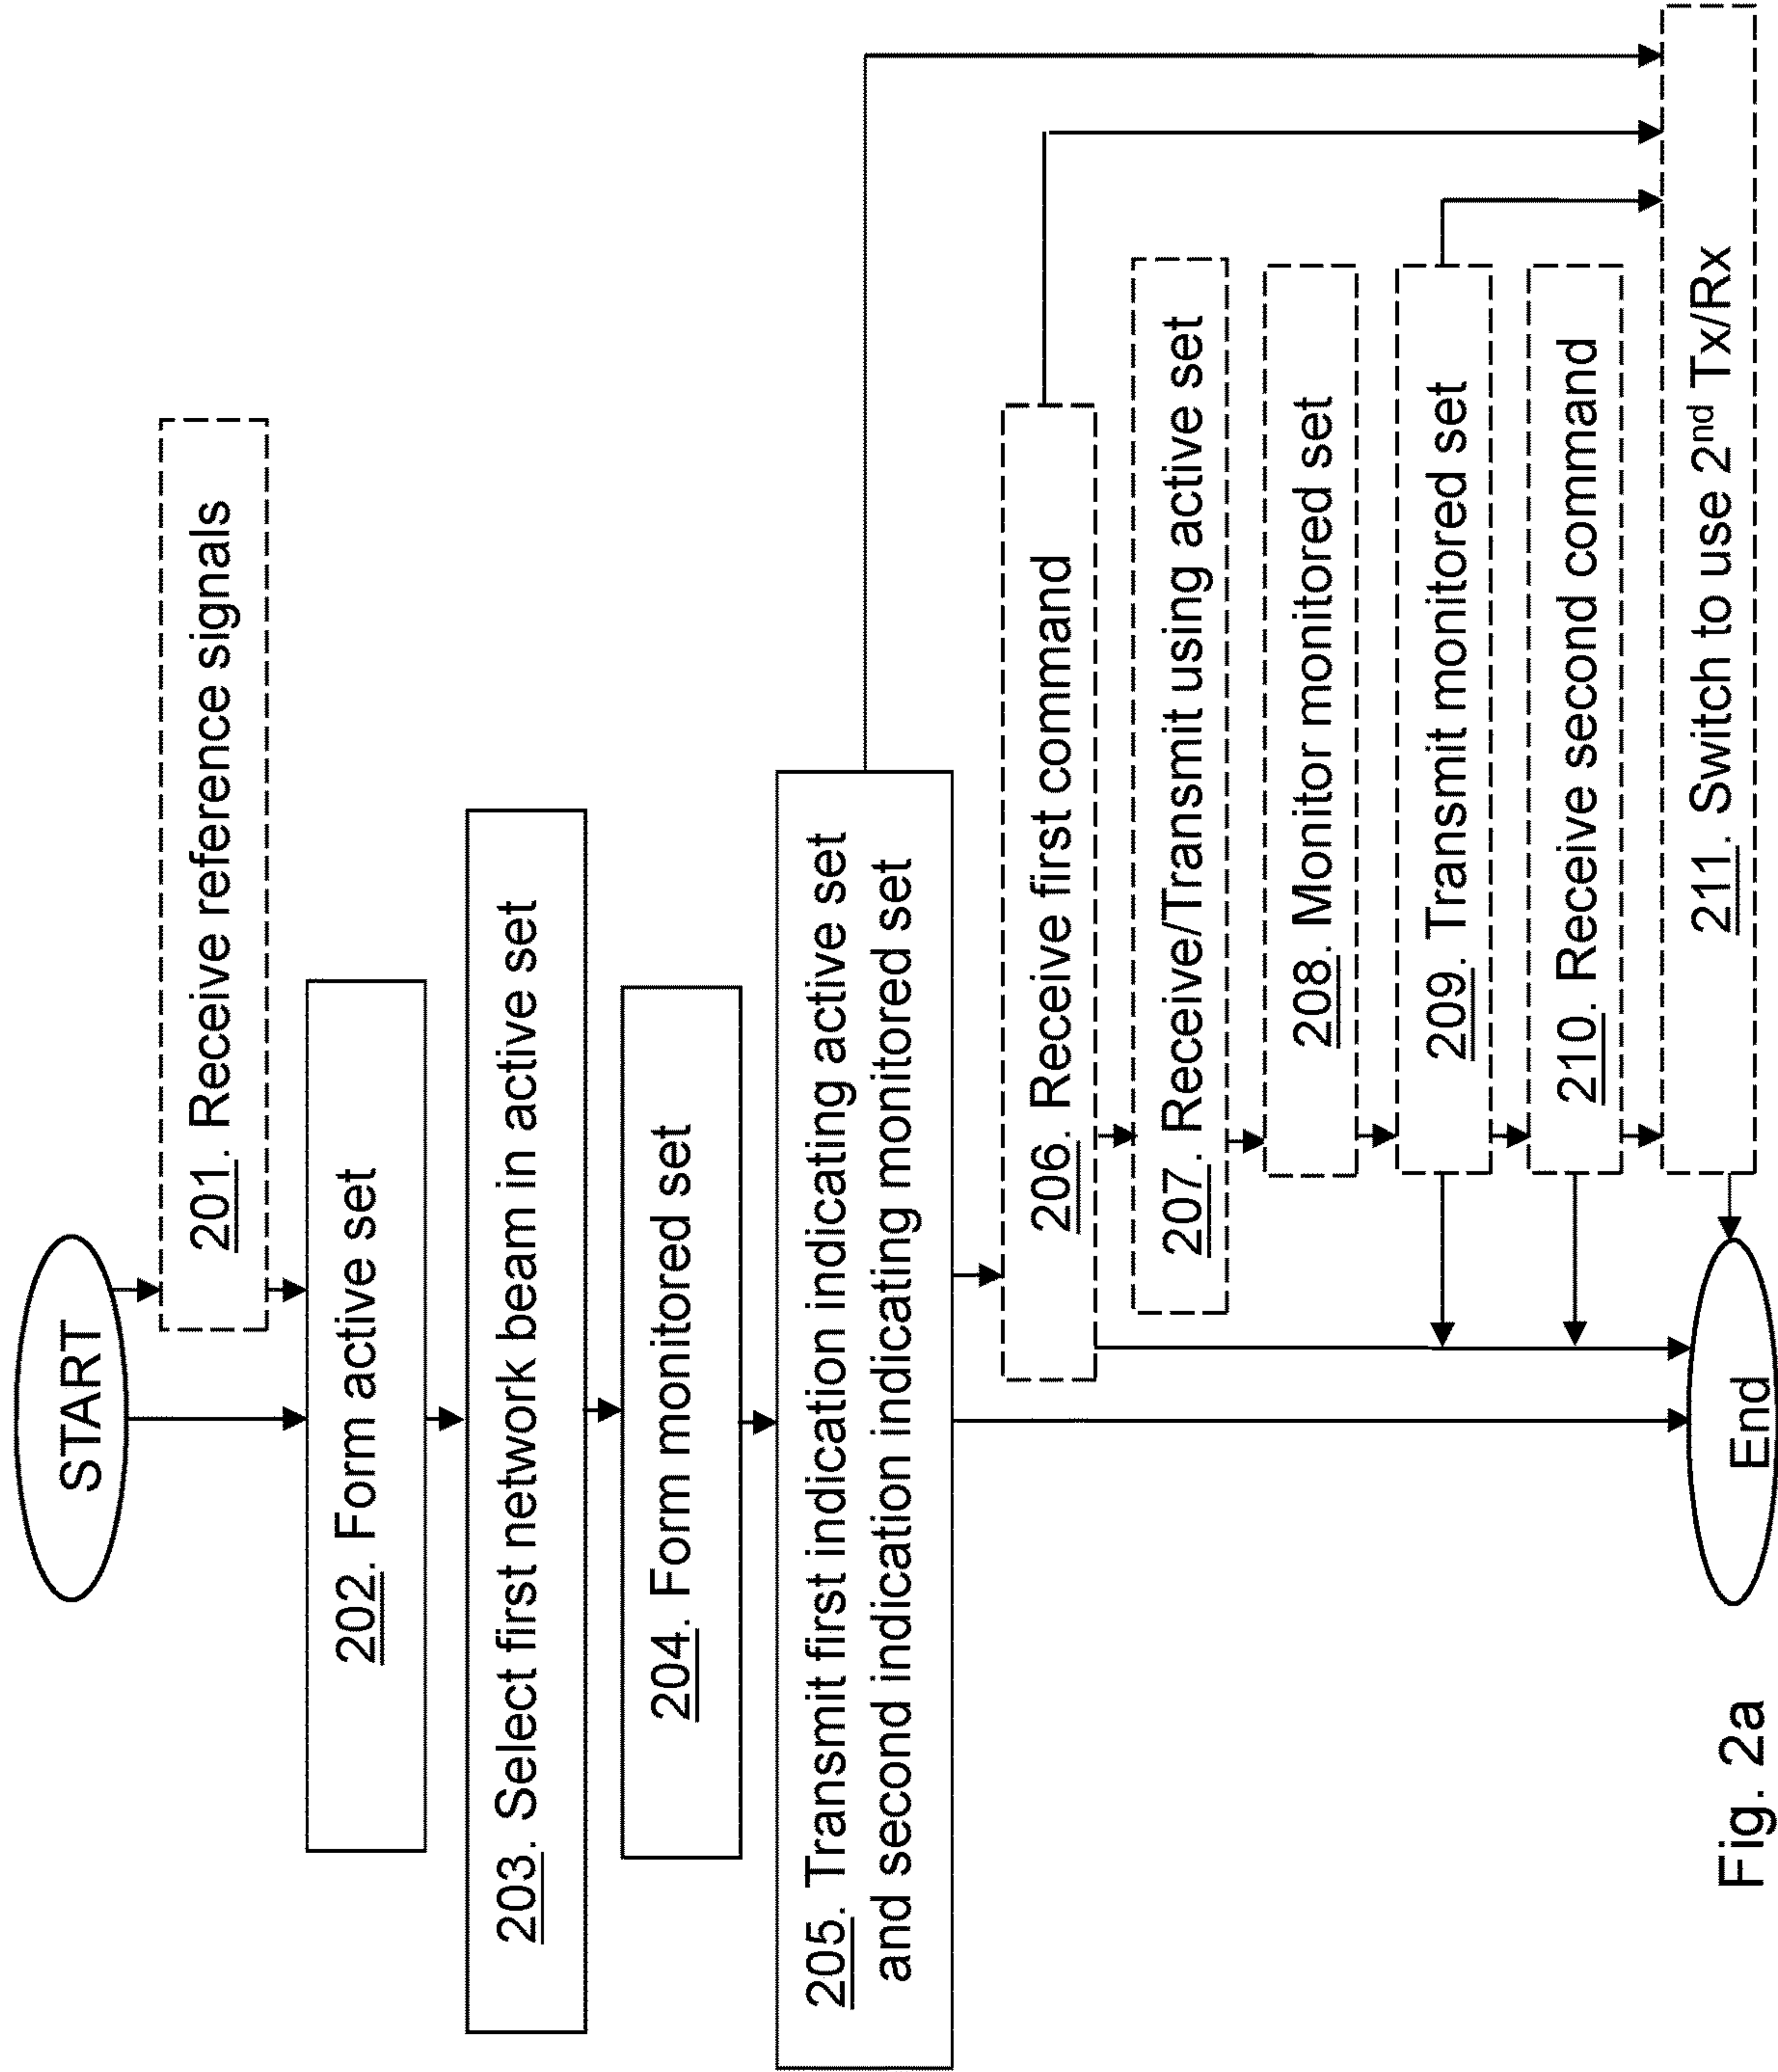 START
201. Receive reference signals
202. Form active set
203. Select first network beam in active set
204. Form monitored set
205. Transmit first indication indicating active set
and second indication indicating monitored set
206. Receive first command
207. Receive/Transmit using active set
208. Monitor monitored set
209. Transmit monitored set
210. Receive second command
211. Switch to use 2nd Tx/Rx
End
Fig. 2a